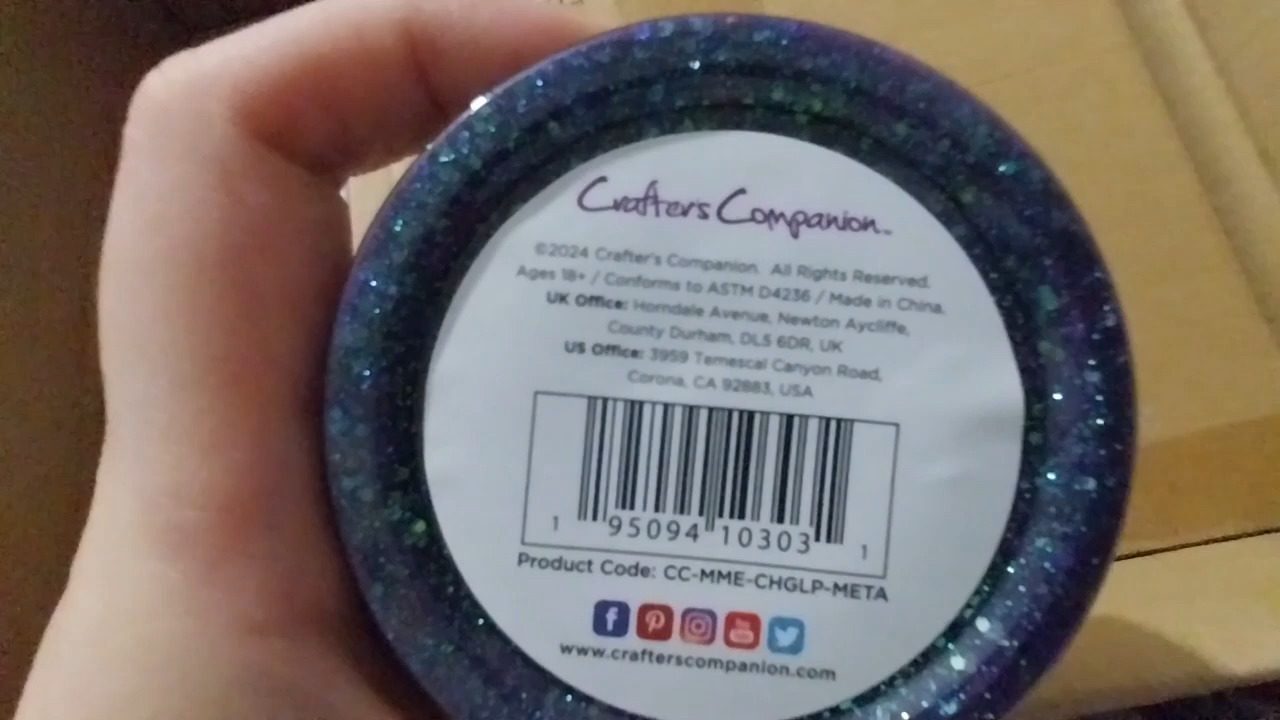 Crafter's Companion™
©2024 Crafter's Companion. All Rights Reserved.
Ages 18+ / Conforms to ASTM D4236 / Made in China.
UK Office: Horndale Avenue, Newton Aycliffe,
County Durham, DL5 6DR, UK
US Office: 3959 Temescal Canyon Road,
Corona, CA 92883, USA
1 95094 10303 1
Product Code: CC-MME-CHGLP-META
www.crafterscompanion.com